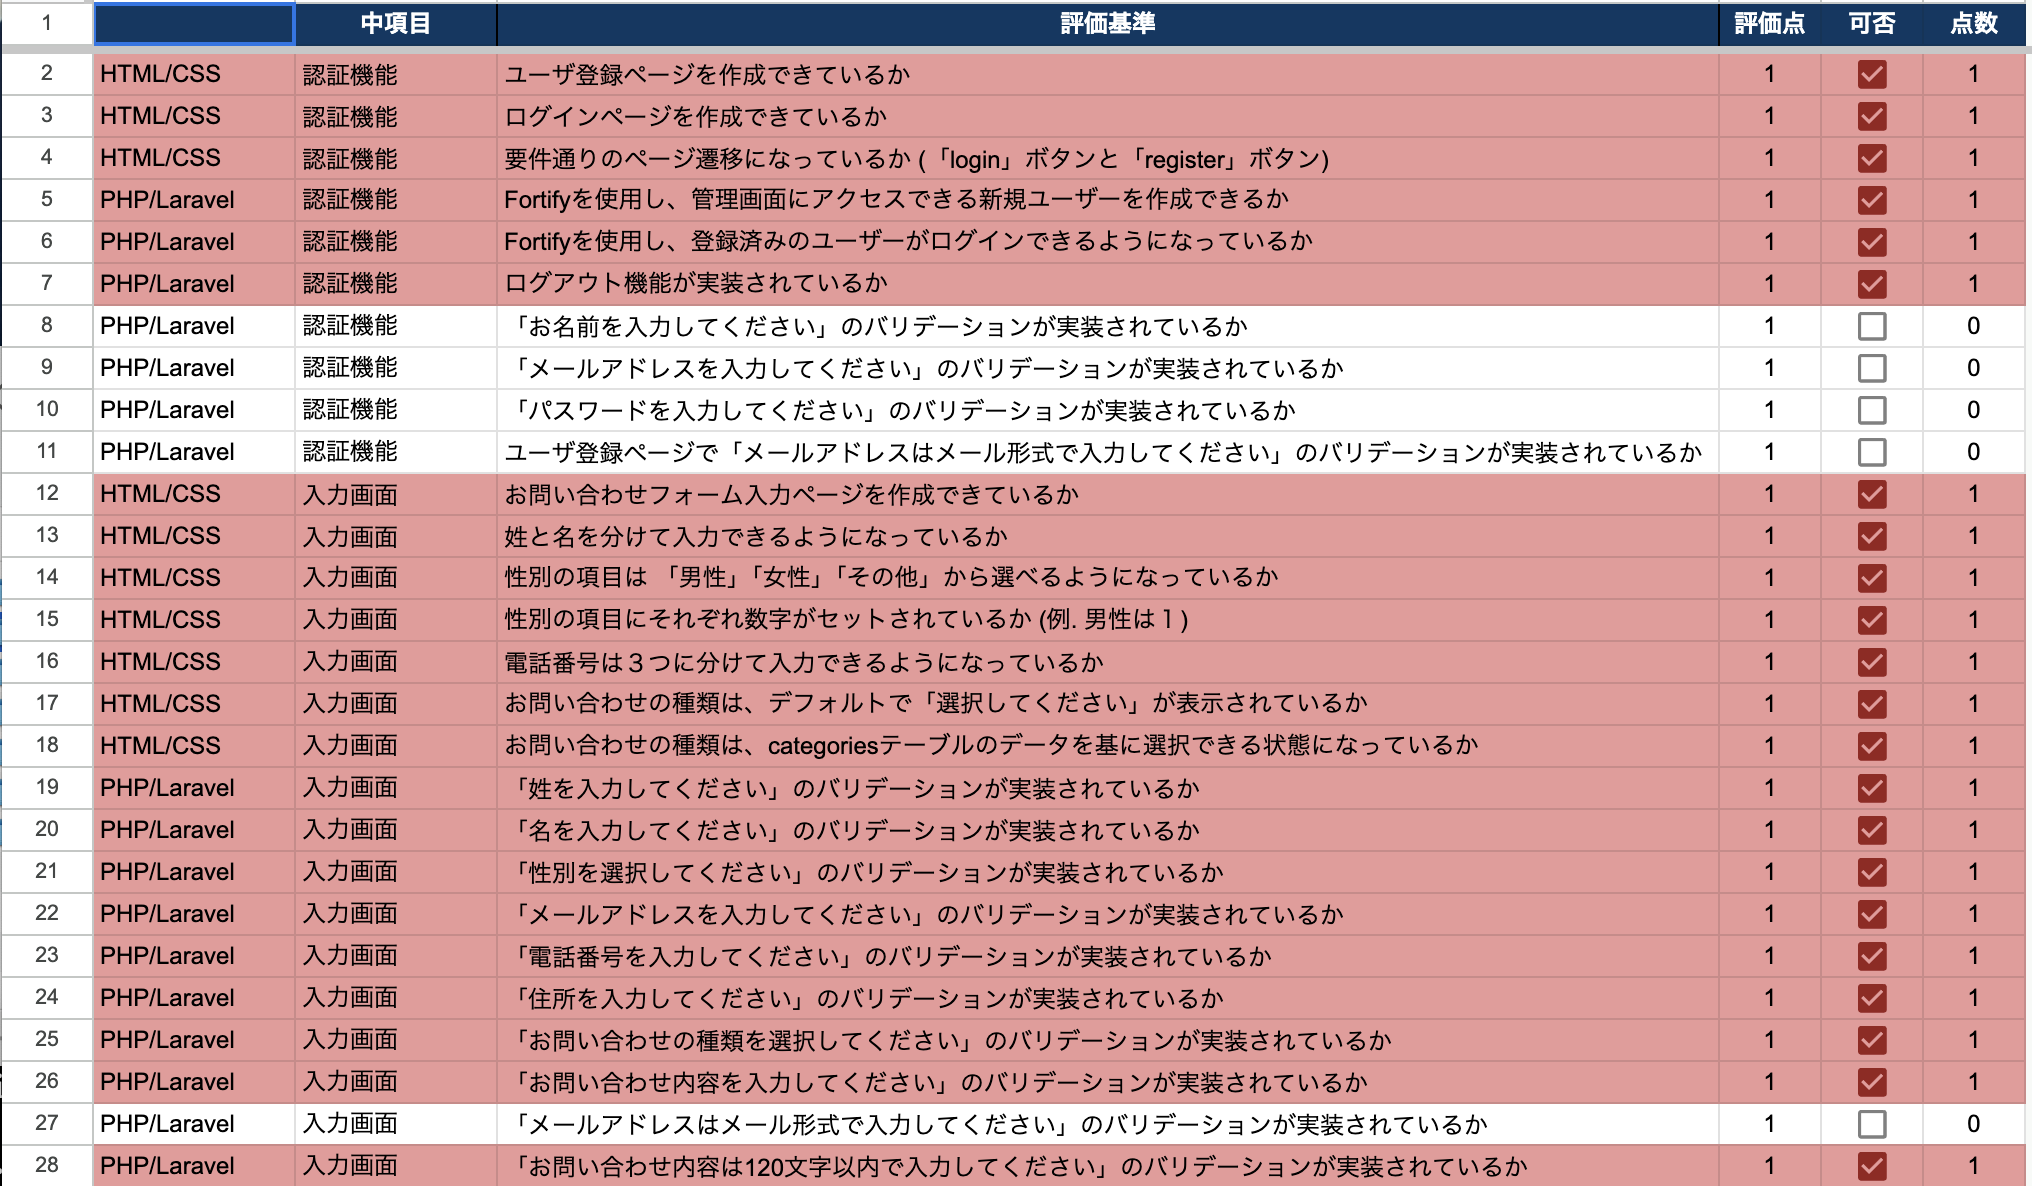 1 中項目 評価基準 評価点 可否 点数
2 HTML/CSS 認証機能 ユーザ登録ページを作成できているか 1 1
3 HTML/CSS 認証機能 ログインページを作成できているか 1 1
4 HTML/CSS 認証機能 要件通りのページ遷移になっているか (「login」ボタンと「register」ボタン) 1 1
5 PHP/Laravel 認証機能 Fortifyを使用し、管理画面にアクセスできる新規ユーザーを作成できるか 1 1
6 PHP/Laravel 認証機能 Fortifyを使用し、登録済みのユーザーがログインできるようになっているか 1 1
7 PHP/Laravel 認証機能 ログアウト機能が実装されているか 1 1
8 PHP/Laravel 認証機能 「お名前を入力してください」のバリデーションが実装されているか 1 0
9 PHP/Laravel 認証機能 「メールアドレスを入力してください」のバリデーションが実装されているか 1 0
10 PHP/Laravel 認証機能 「パスワードを入力してください」のバリデーションが実装されているか 1 0
11 PHP/Laravel 認証機能 ユーザ登録ページで「メールアドレスはメール形式で入力してください」のバリデーションが実装されているか 1 0
12 HTML/CSS 入力画面 お問い合わせフォーム入力ページを作成できているか 1 1
13 HTML/CSS 入力画面 姓と名を分けて入力できるようになっているか 1 1
14 HTML/CSS 入力画面 性別の項目は 「男性」「女性」「その他」から選べるようになっているか 1 1
15 HTML/CSS 入力画面 性別の項目にそれぞれ数字がセットされているか (例. 男性は１) 1 1
16 HTML/CSS 入力画面 電話番号は３つに分けて入力できるようになっているか 1 1
17 HTML/CSS 入力画面 お問い合わせの種類は、デフォルトで「選択してください」が表示されているか 1 1
18 HTML/CSS 入力画面 お問い合わせの種類は、categoriesテーブルのデータを基に選択できる状態になっているか 1 1
19 PHP/Laravel 入力画面 「姓を入力してください」のバリデーションが実装されているか 1 1
20 PHP/Laravel 入力画面 「名を入力してください」のバリデーションが実装されているか 1 1
21 PHP/Laravel 入力画面 「性別を選択してください」のバリデーションが実装されているか 1 1
22 PHP/Laravel 入力画面 「メールアドレスを入力してください」のバリデーションが実装されているか 1 1
23 PHP/Laravel 入力画面 「電話番号を入力してください」のバリデーションが実装されているか 1 1
24 PHP/Laravel 入力画面 「住所を入力してください」のバリデーションが実装されているか 1 1
25 PHP/Laravel 入力画面 「お問い合わせの種類を選択してください」のバリデーションが実装されているか 1 1
26 PHP/Laravel 入力画面 「お問い合わせ内容を入力してください」のバリデーションが実装されているか 1 1
27 PHP/Laravel 入力画面 「メールアドレスはメール形式で入力してください」のバリデーションが実装されているか 1 0
28 PHP/Laravel 入力画面 「お問い合わせ内容は120文字以内で入力してください」のバリデーションが実装されているか 1 1